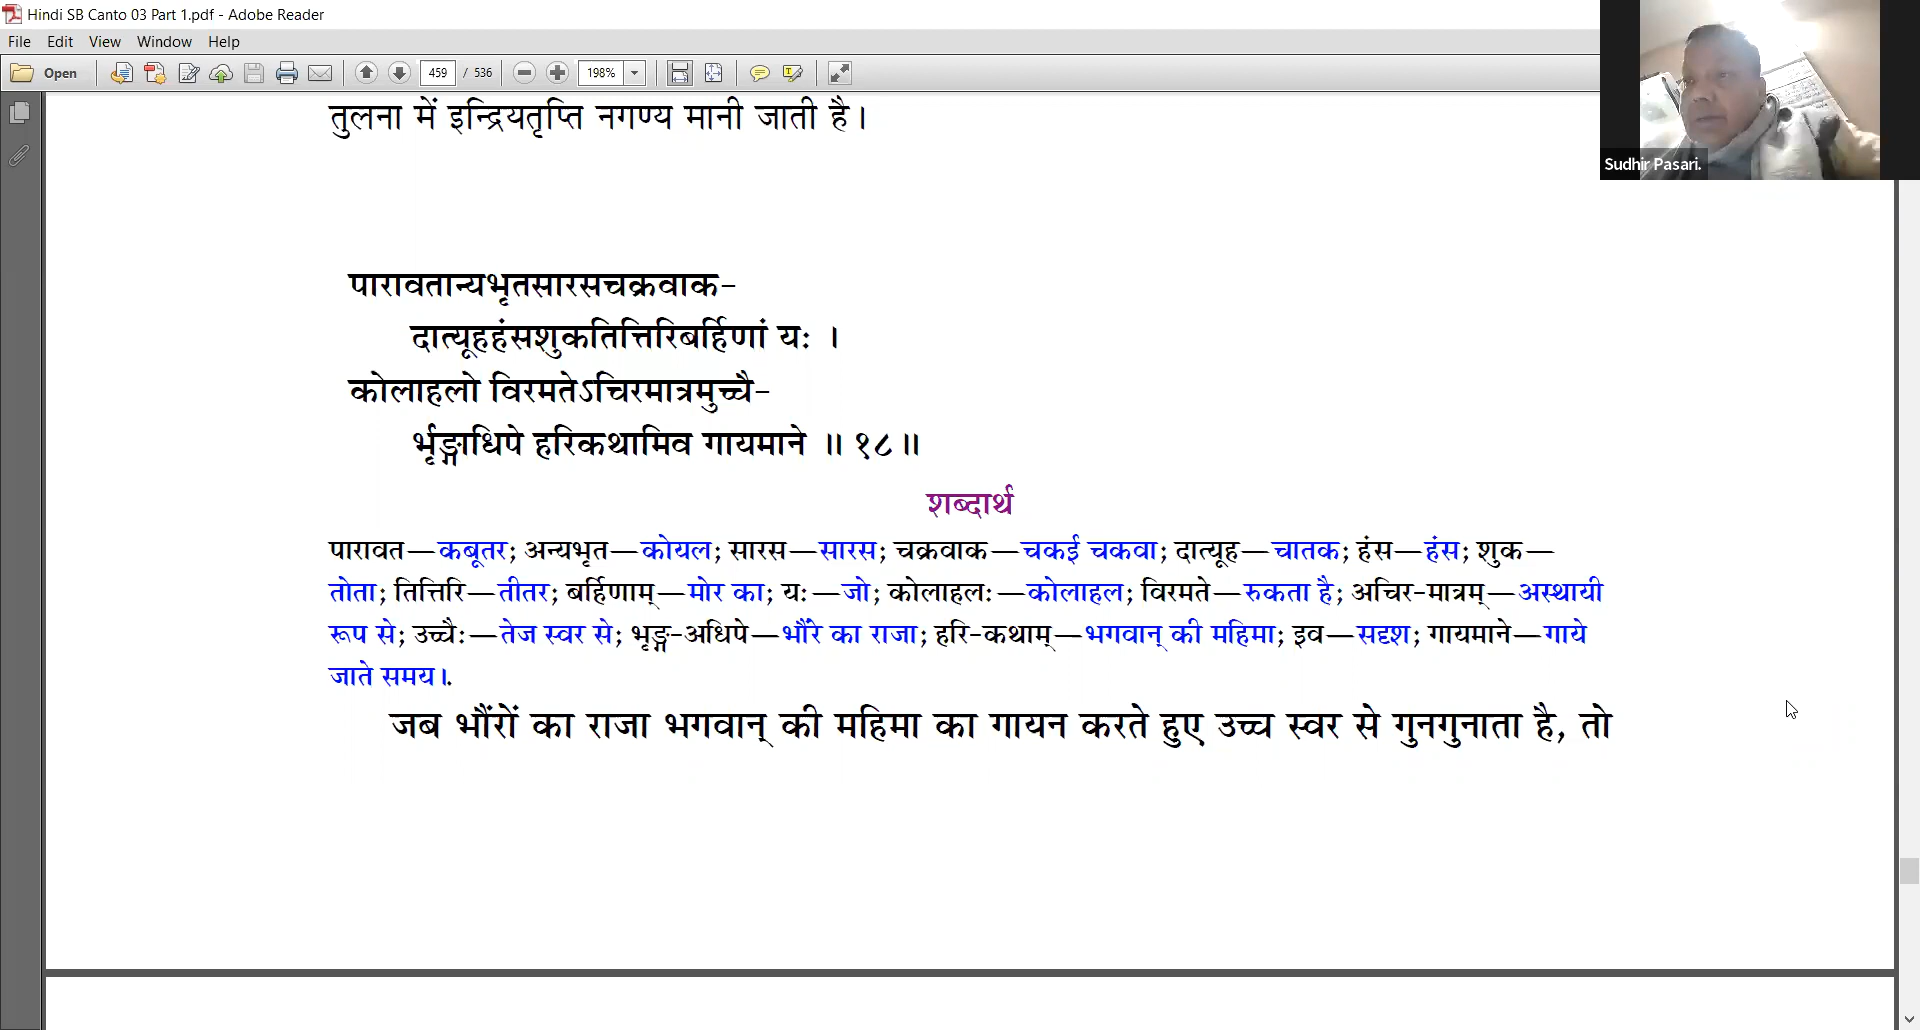 Hindi SB Canto 03 Part 1.pdf - Adobe Reader
File Edit View Window Help
Open 459 / 536 198%
Sudhir Pasari.
तुलना में इन्द्रियतृप्ति नगण्य मानी जाती है।
पारावतान्यभृतसारसचक्रवाक-
दात्यूहहंसशुकतित्तिरिबर्हिणां यः ।
कोलाहलो विरमतेऽचिरमात्रमुच्चै-
र्भृङ्गाधिपे हरिकथामिव गायमाने ॥ १८॥
शब्दार्थ
पारावत—कबूतर; अन्यभृत—कोयल; सारस—सारस; चक्रवाक—चकई चकवा; दात्यूह—चातक; हंस—हंस; शुक—
तोता; तित्तिरि—तीतर; बर्हिणाम्—मोर का; यः—जो; कोलाहलः—कोलाहल; विरमते—रुकता है; अचिर-मात्रम्—अस्थायी
रूप से; उच्चैः—तेज स्वर से; भृङ्ग-अधिपे—भौंरे का राजा; हरि-कथाम्—भगवान् की महिमा; इव—सदृश; गायमाने—गाये
जाते समय।.
जब भौंरों का राजा भगवान् की महिमा का गायन करते हुए उच्च स्वर से गुनगुनाता है, तो